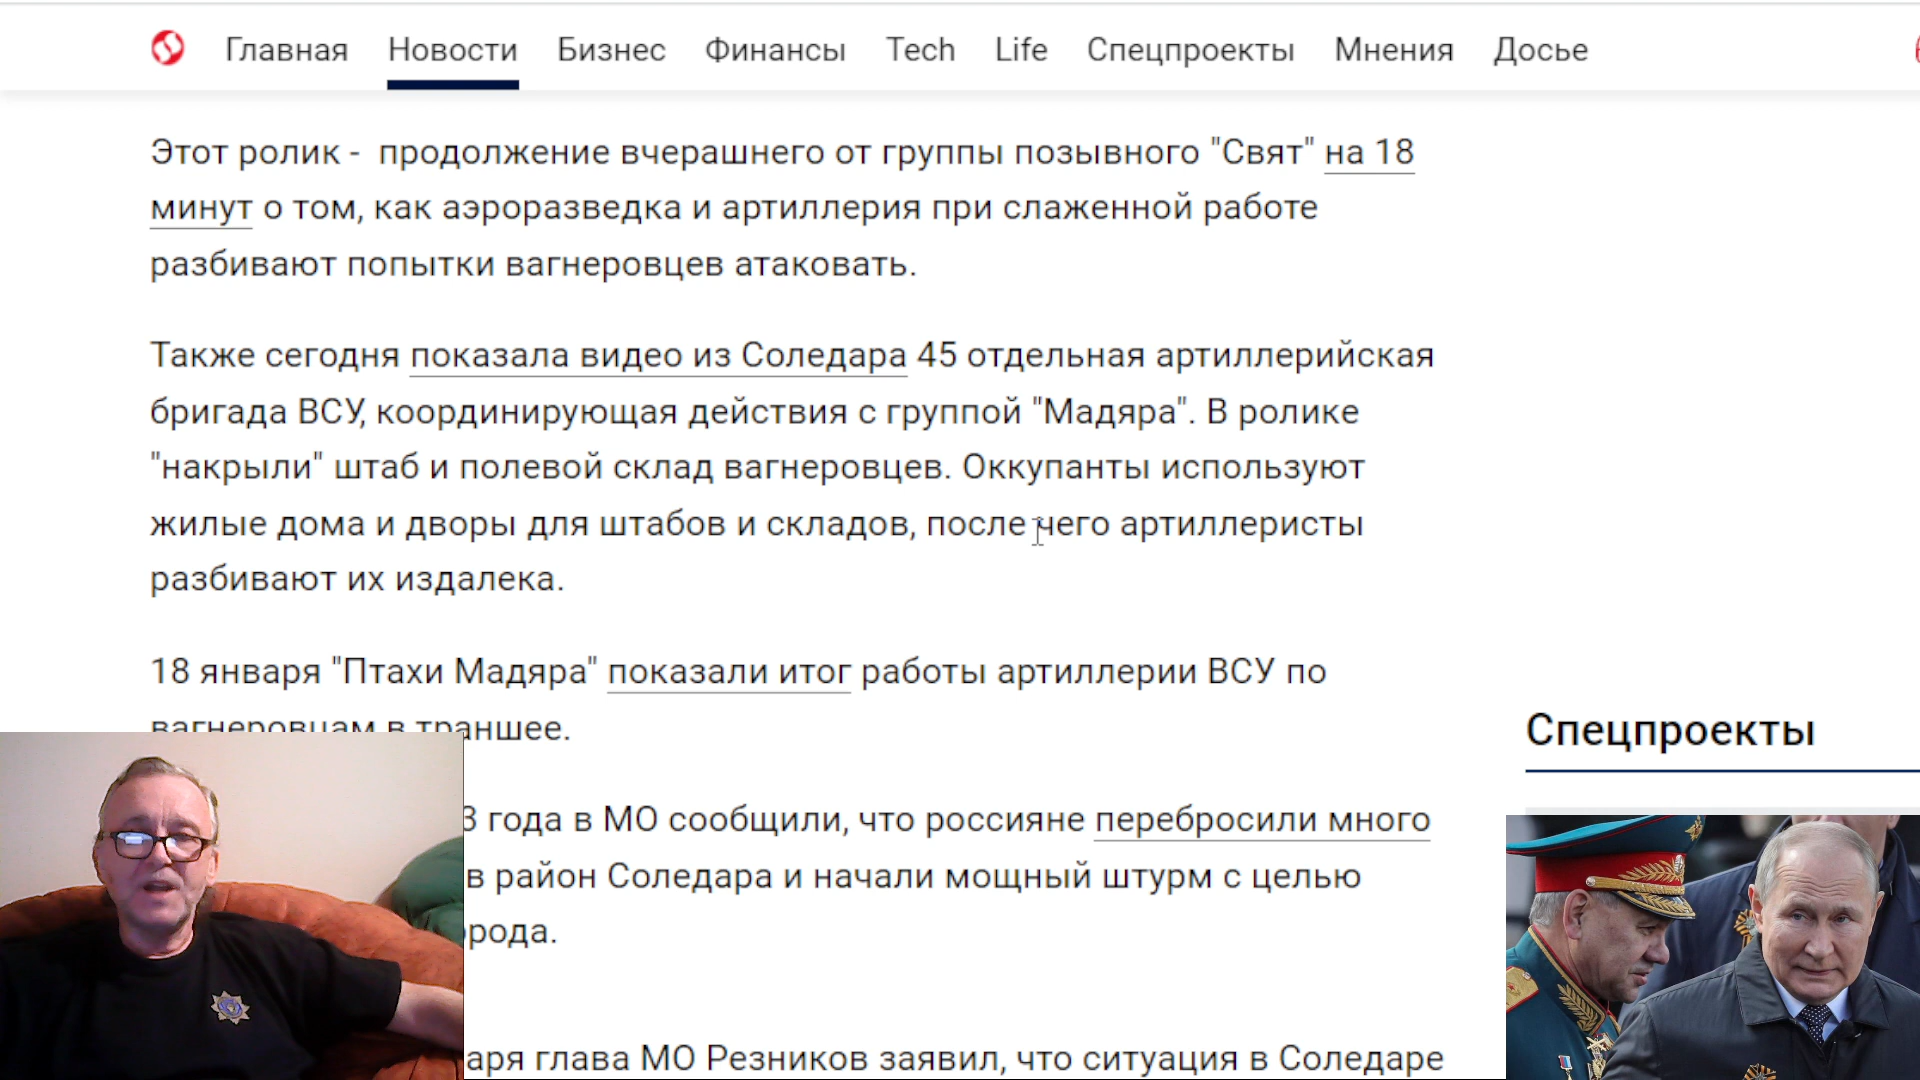 Главная Новости Бизнес Финансы Tech Life Спецпроекты Мнения Досье
Этот ролик - продолжение вчерашнего от группы позывного "Свят" на 18
минут о том, как аэроразведка и артиллерия при слаженной работе
разбивают попытки вагнеровцев атаковать.
Также сегодня показала видео из Соледара 45 отдельная артиллерийская
бригада ВСУ, координирующая действия с группой "Мадяра". В ролике
"накрыли" штаб и полевой склад вагнеровцев. Оккупанты используют
жилые дома и дворы для штабов и складов, после чего артиллеристы
разбивают их издалека.
18 января "Птахи Мадяра" показали итог работы артиллерии ВСУ по
вагнеровцам в траншее.
3 года в МО сообщили, что россияне перебросили много
в район Соледара и начали мощный штурм с целью
орода.
аря глава МО Резников заявил, что ситуация в Соледаре
Спецпроекты